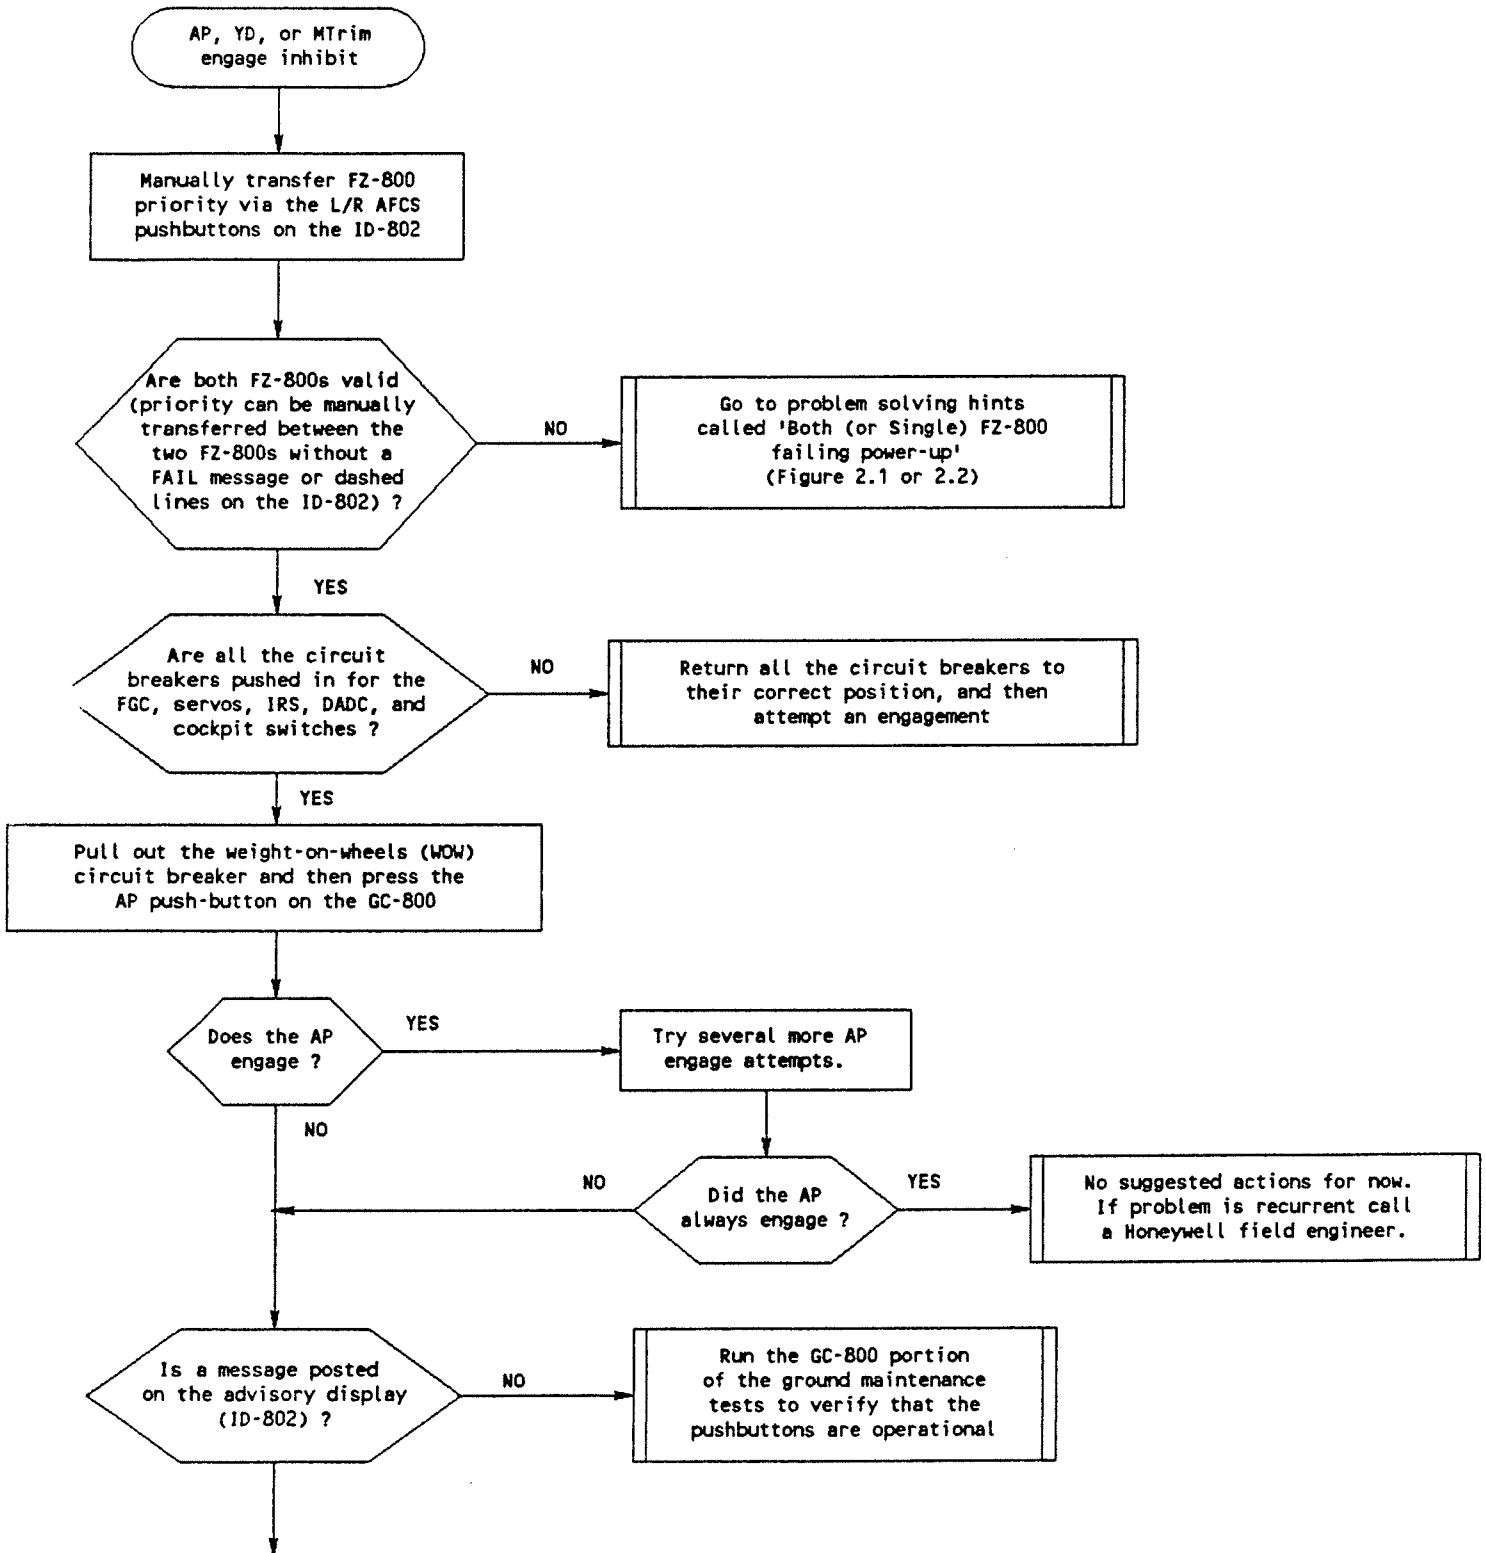 AP, YD, or MTrim
engage inhibit
Manually transfer FZ-800
priority via the L/R AFCS
pushbuttons on the ID-802
Are both FZ-800s valid
(priority can be manually
transferred between the
two FZ-800s without a
FAIL message or dashed
lines on the ID-802) ?
NO
Go to problem solving hints
called 'Both (or Single) FZ-800
failing power-up'
(Figure 2.1 or 2.2)
YES
Are all the circuit
breakers pushed in for the
FGC, servos, IRS, DADC, and
cockpit switches ?
NO
Return all the circuit breakers to
their correct position, and then
attempt an engagement
YES
Pull out the weight-on-wheels (WOW)
circuit breaker and then press the
AP push-button on the GC-800
Does the AP
engage ?
YES
Try several more AP
engage attempts.
NO
Did the AP
always engage ?
NO
YES
No suggested actions for now.
If problem is recurrent call
a Honeywell field engineer.
Is a message posted
on the advisory display
(ID-802) ?
NO
Run the GC-800 portion
of the ground maintenance
tests to verify that the
pushbuttons are operational